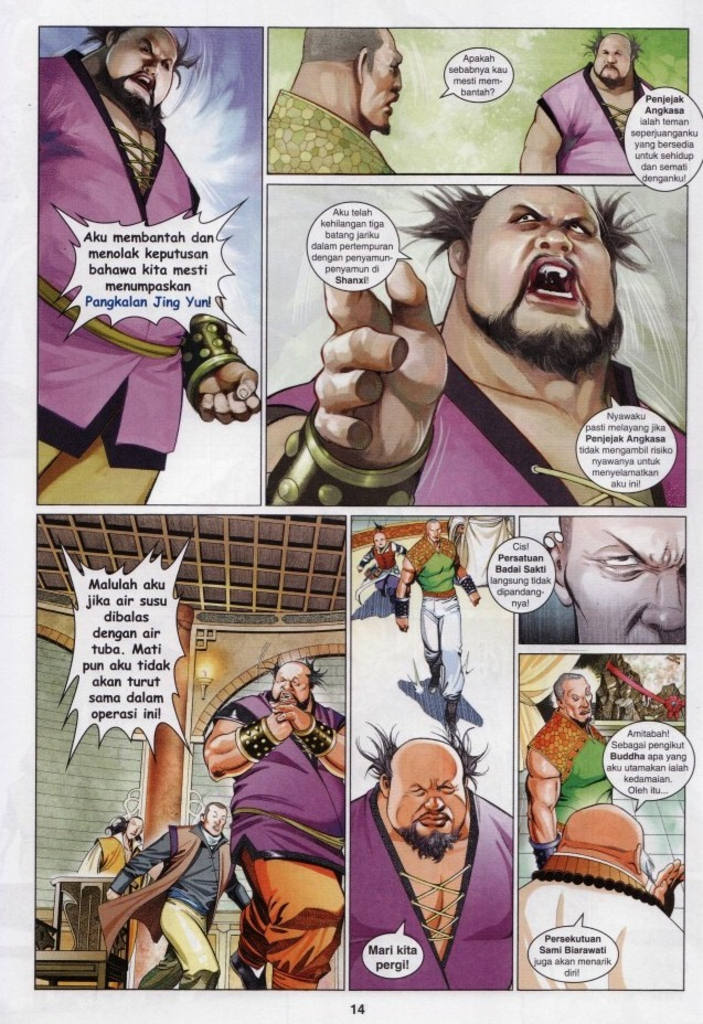 Aku membantah dan
menolak keputusan
bahawa kita mesti
menumpaskan
Pangkalan Jing Yun!
Apakah
sebabnya kau
mesti mem-
bantah?
Penjejak
Angkasa
ialah teman
seperjuanganku
yang bersedia
untuk sehidup
dan semati
denganku!
Aku telah
kehilangan tiga
batang jariku
dalam pertempuran
dengan penyamun-
penyamun di
Shanxi!
Nyawaku
pasti melayang jika
Penjejak Angkasa
tidak mengambil risiko
nyawanya untuk
menyelamatkan
aku ini!
Malulah aku
jika air susu
dibalas
dengan air
tuba. Mati
pun aku tidak
akan turut
sama dalam
operasi ini!
Cis!
Persatuan
Badai Sakti
langsung tidak
dipandang-
nya!
Mari kita
pergi!
Amitabah!
Sebagai pengikut
Buddha apa yang
aku utamakan ialah
kedamaian.
Oleh itu...
Persekutuan
Sami Biarawati
juga akan menarik
diri!
14